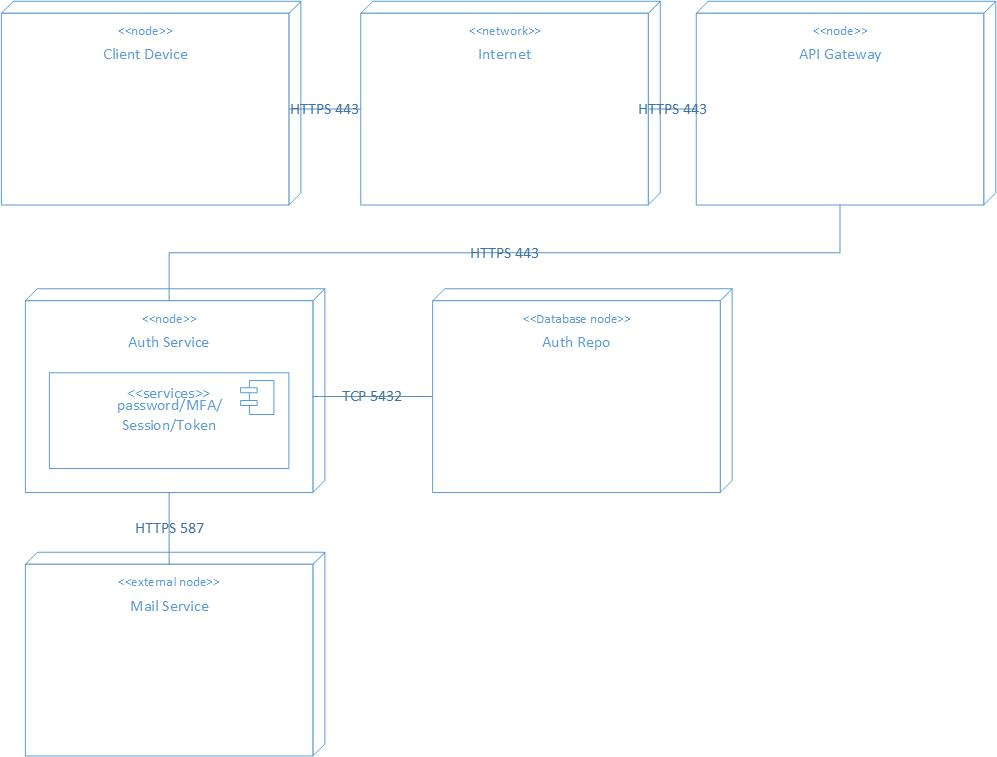 <<node>>
Client Device
<<network>>
Internet
<<node>>
API Gateway
HTTPS 443
HTTPS 443
HTTPS 443
<<node>>
Auth Service
<<services>>
password/MFA/
Session/Token
TCP 5432
<<Database node>>
Auth Repo
HTTPS 587
<<external node>>
Mail Service